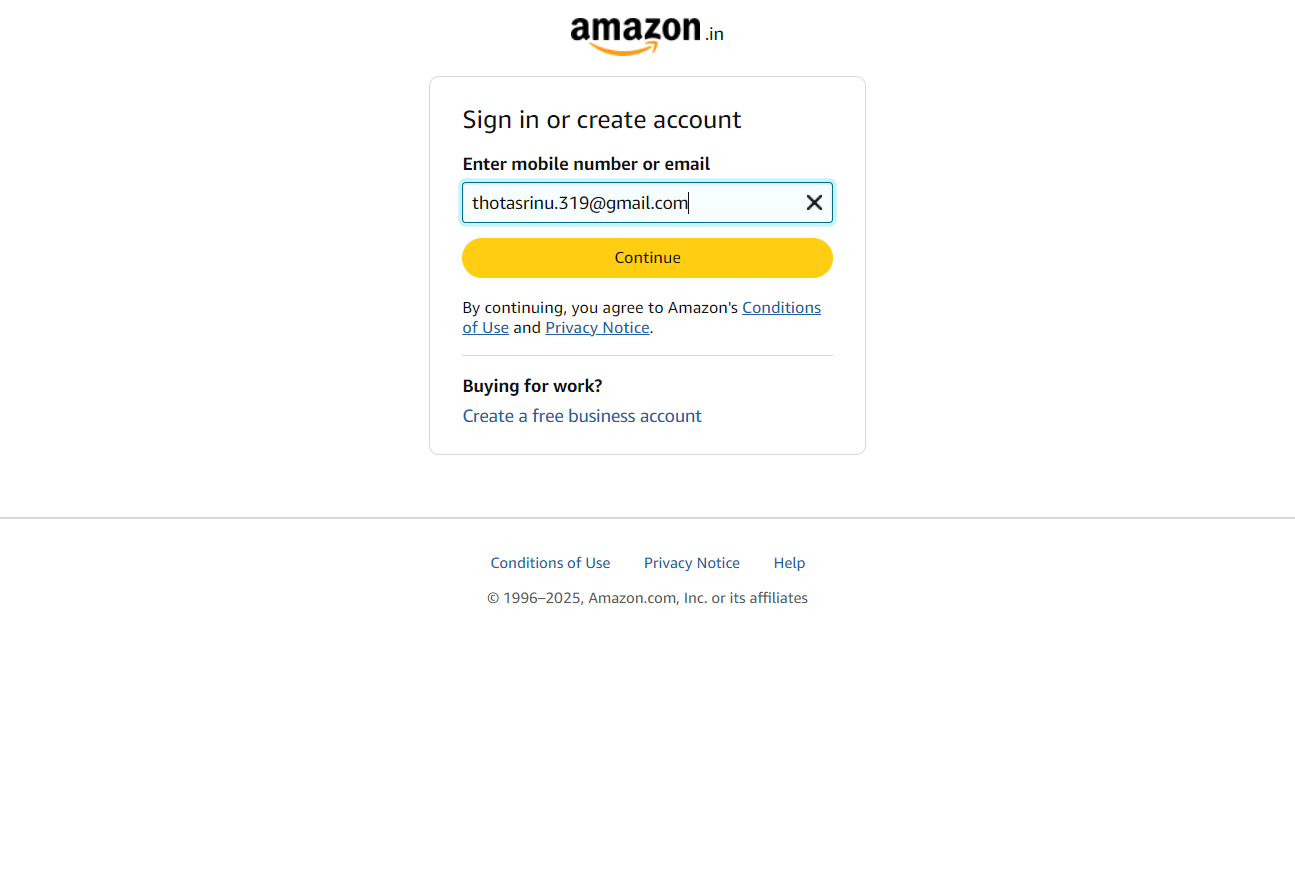 amazon.in
Sign in or create account
Enter mobile number or email
thotasrinu.319@gmail.com
Continue
By continuing, you agree to Amazon's Conditions
of Use and Privacy Notice.
Buying for work?
Create a free business account
Conditions of Use Privacy Notice Help
© 1996–2025, Amazon.com, Inc. or its affiliates